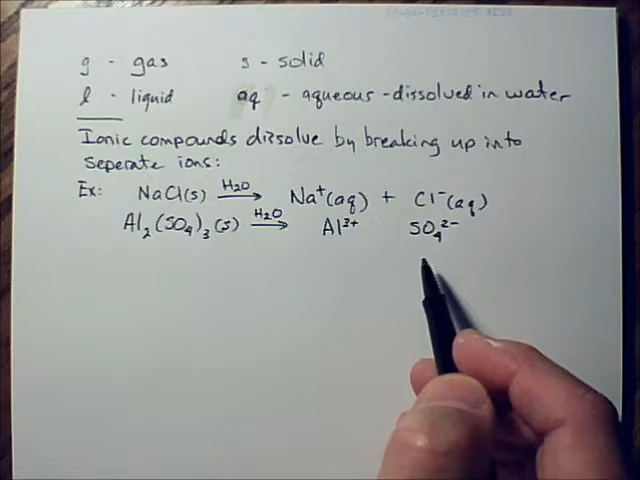 g - gas s - solid
l - liquid aq - aqueous - dissolved in water
Ionic compounds dissolve by breaking up into
seperate ions:
Ex: NaCl(s) H₂O→ Na⁺(aq) + Cl⁻(aq)
Al₂(SO₄)₃(s) H₂O→ Al³⁺ SO₄²⁻